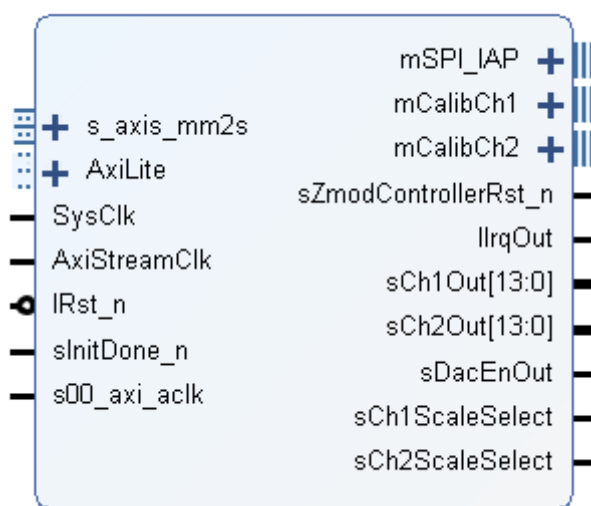 s_axis_mm2s
AxiLite
SysClk
AxiStreamClk
lRst_n
sInitDone_n
s00_axi_aclk
mSPI_IAP
mCalibCh1
mCalibCh2
sZmodControllerRst_n
lIrqOut
sCh1Out[13:0]
sCh2Out[13:0]
sDacEnOut
sCh1ScaleSelect
sCh2ScaleSelect